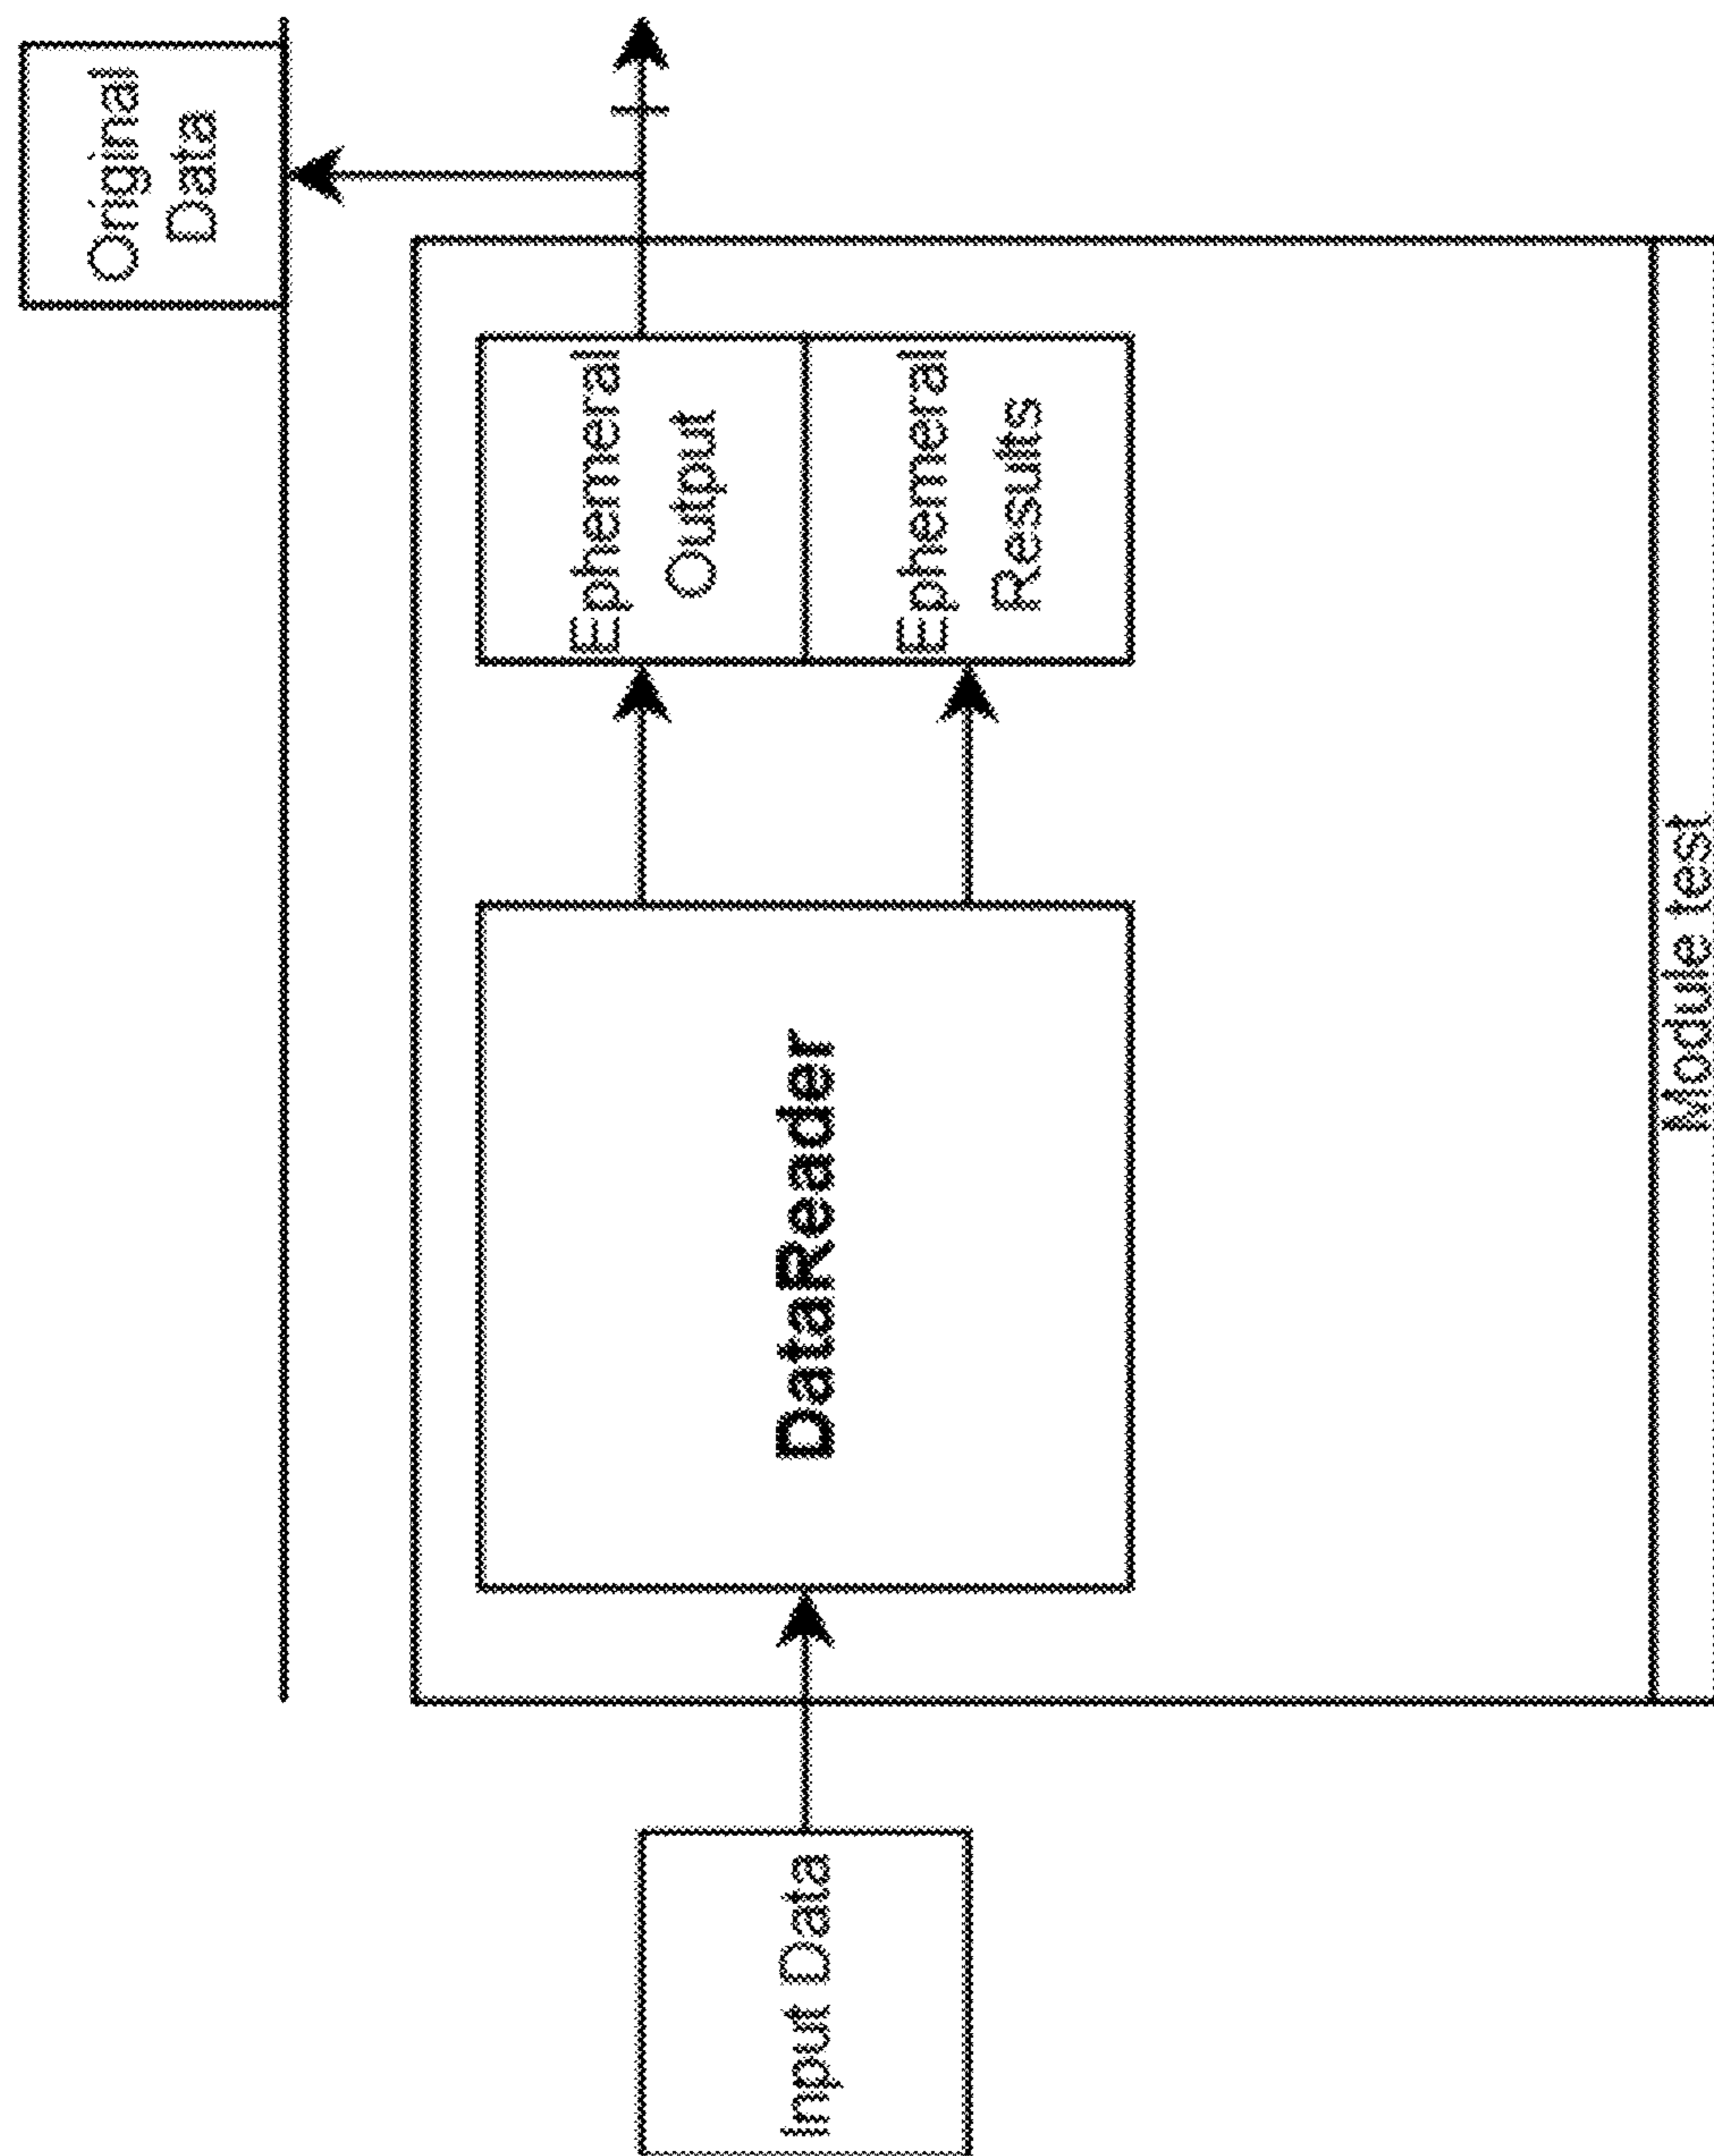 Original
Data
Input Data
DataReader
Ephemeral
Output
Ephemeral
Results
Module test